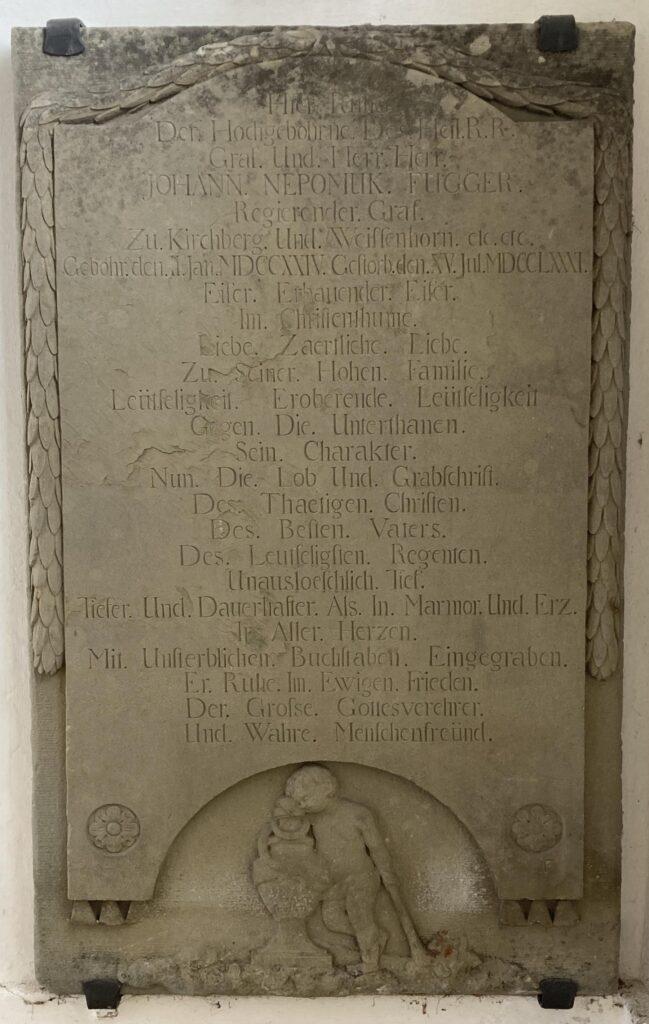 Hier. Ruhet.
Der. Hochgebohrne. Des. Heil. R. R.
Graf. Und. Herr. Herr.
JOHANN. NEPOMUK. FUGGER.
Regierender. Graf.
Zu. Kirchberg. Und. Weissenhorn. etc. etc.
Gebohr. den. Jan. MDCCXXIV. Gestorb. den. XV. Jul. MDCCLXXXI.
Eifer. Erbauender. Eifer.
Im. Christenthume.
Liebe. Zaertliche. Liebe.
Zu. Seiner. Hohen. Familie.
Leütseligkeit. Eroberende. Leütseligkeit
Gegen. Die. Unterthanen.
Sein. Charakter.
Nun. Die. Lob Und. Grabschrift.
Des. Thaetigen. Christen.
Des. Besten. Vaters.
Des. Leutseligsten. Regenten.
Unausloeschlich. Tief.
Tiefer. Und. Dauerhafter. Als. In. Marmor. Und. Erz.
In. Aller. Herzen.
Mit. Unsterblichen. Buchstaben. Eingegraben.
Er. Ruhe. Im. Ewigen. Frieden.
Der. Grosse. Gottesverehrer.
Und. Wahre. Menschenfreünd.